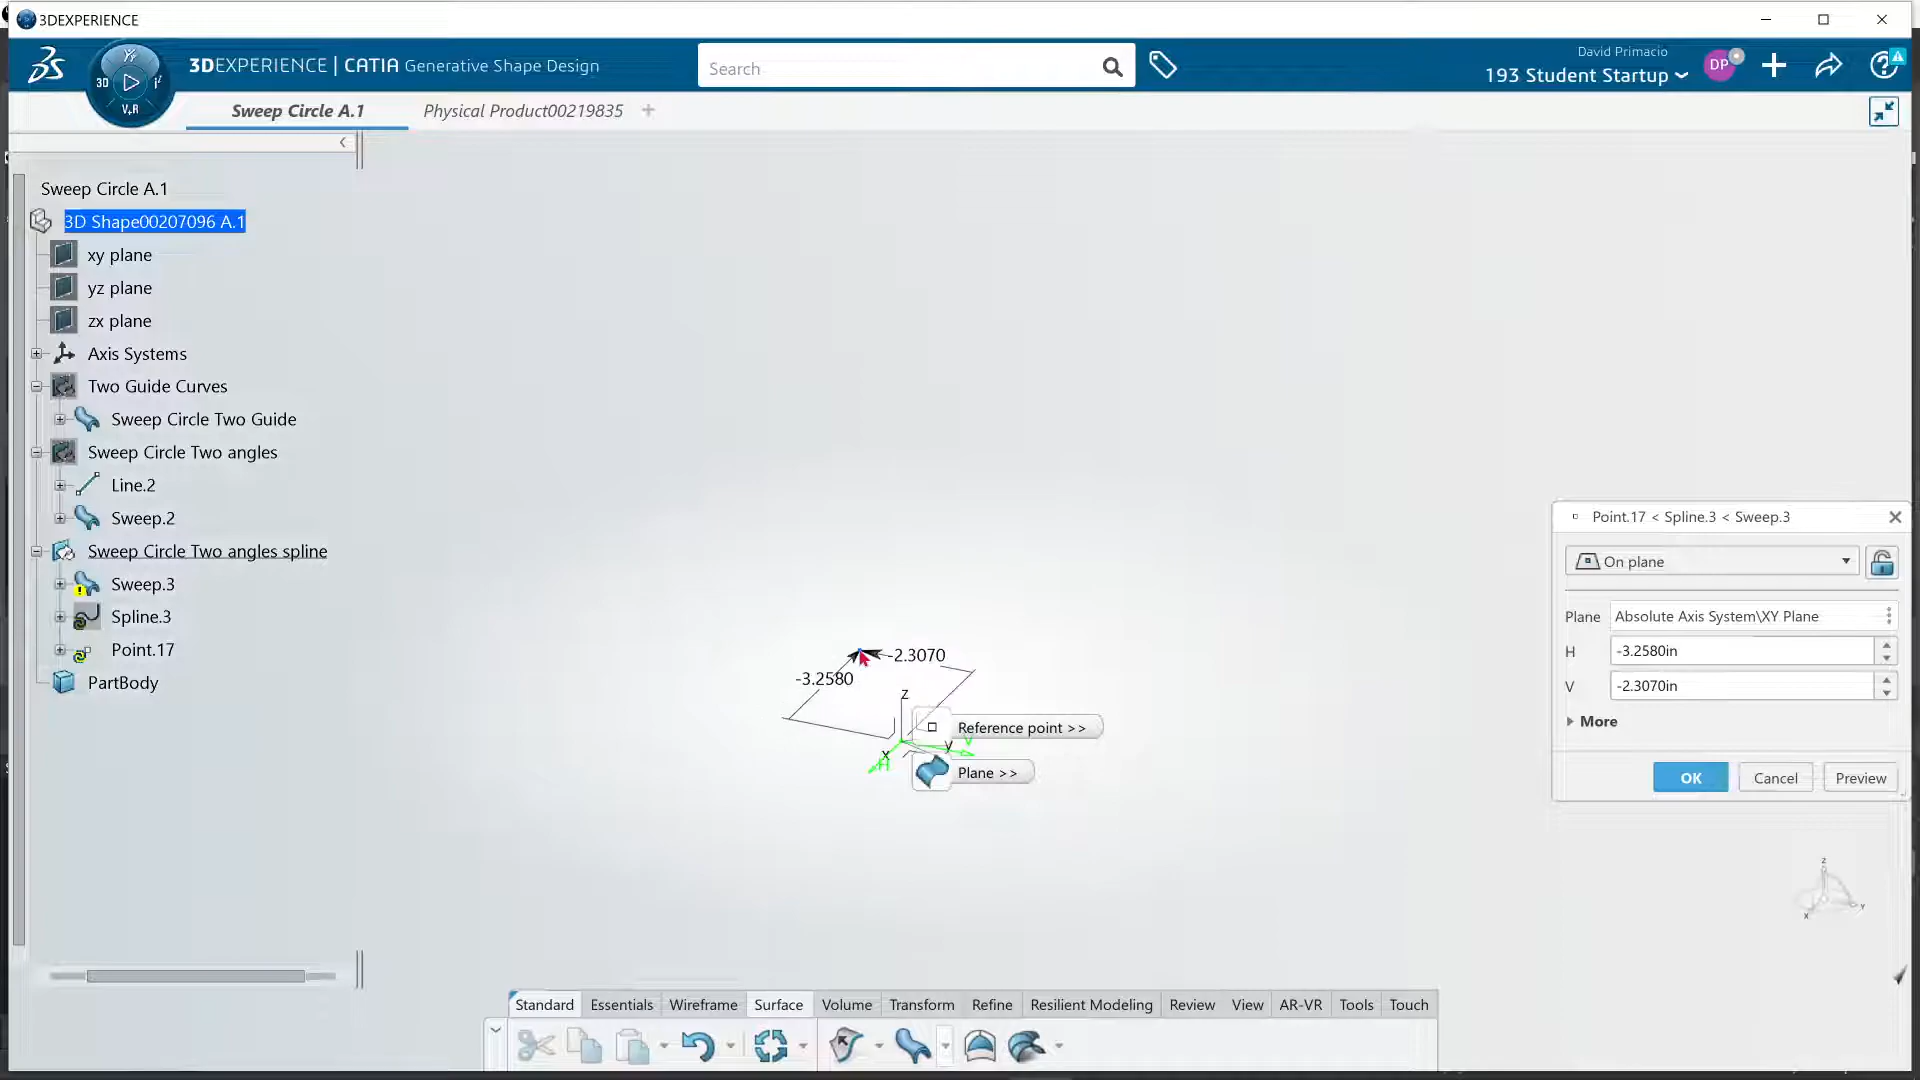 3DEXPERIENCE
3DEXPERIENCE | CATIA Generative Shape Design
Search
David Primacio
193 Student Startup
DP
3D
V+R
Sweep Circle A.1
Physical Product00219835
Sweep Circle A.1
3D Shape00207096 A.1
xy plane
yz plane
zx plane
Axis Systems
Two Guide Curves
Sweep Circle Two Guide
Sweep Circle Two angles
Line.2
Sweep.2
Sweep Circle Two angles spline
Sweep.3
Spline.3
Point.17
PartBody
-2.3070
-3.2580
z
Reference point >>
y
V
x
H
Plane >>
Point.17 < Spline.3 < Sweep.3
On plane
Plane Absolute Axis System\XY Plane
H -3.2580in
V -2.3070in
More
OK Cancel Preview
z
x
y
Standard Essentials Wireframe Surface Volume Transform Refine Resilient Modeling Review View AR-VR Tools Touch